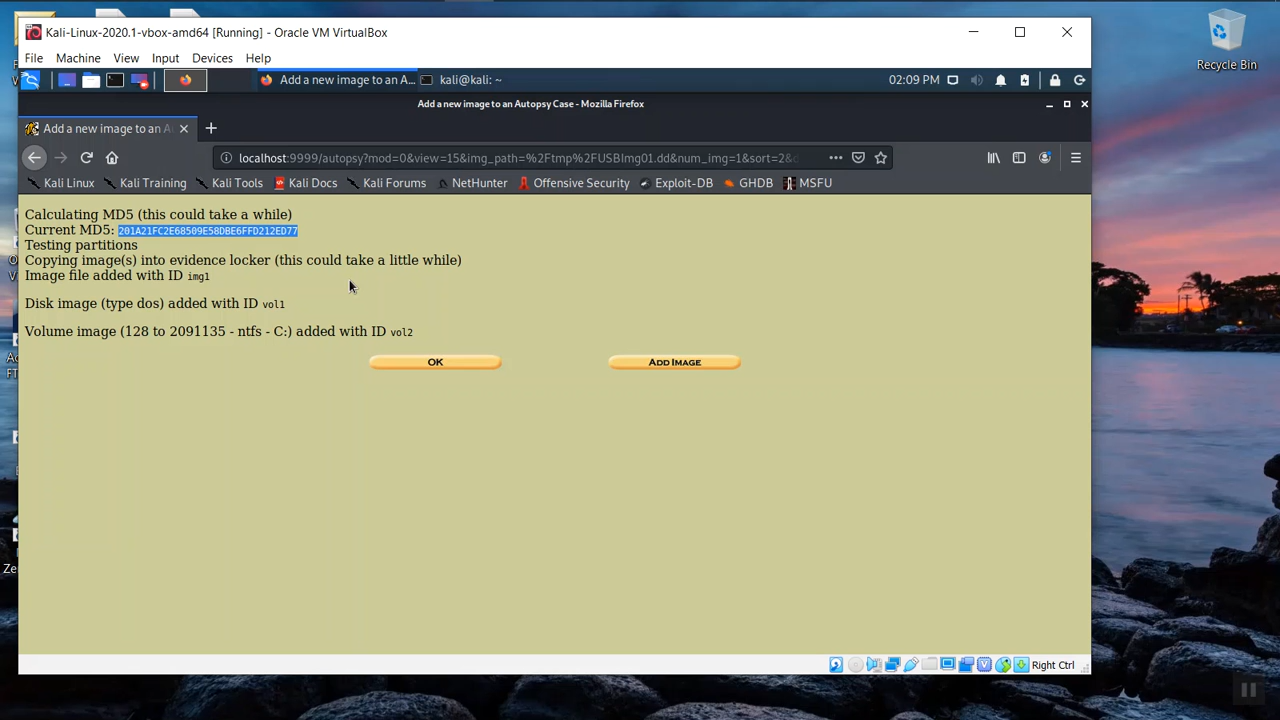 Kali-Linux-2020.1-vbox-amd64 [Running] - Oracle VM VirtualBox
Recycle Bin
File Machine View Input Devices Help
Add a new image to an A... kali@kali: ~ 02:09 PM
Add a new image to an Autopsy Case - Mozilla Firefox
Add a new image to an A
localhost:9999/autopsy?mod=0&view=15&img_path=%2Ftmp%2FUSBImg01.dd&num_img=1&sort=2&d
Kali Linux Kali Training Kali Tools Kali Docs Kali Forums NetHunter Offensive Security Exploit-DB GHDB MSFU
Calculating MD5 (this could take a while)
Current MD5: 201A21FC2E68509E58DBE6FFD212ED77
Testing partitions
Copying image(s) into evidence locker (this could take a little while)
Image file added with ID img1
Disk image (type dos) added with ID vol1
Volume image (128 to 2091135 - ntfs - C:) added with ID vol2
OK ADD IMAGE
Right Ctrl